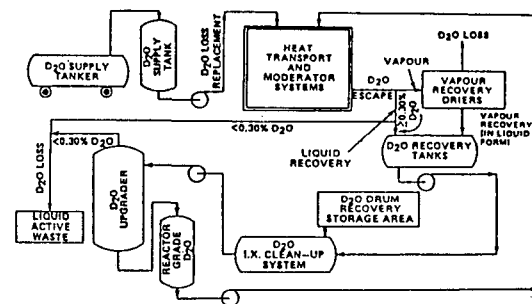 D₂O SUPPLY
TANKER
D₂O
SUPPLY
TANK
D₂O LOSS
REPLACEMENT
HEAT
TRANSPORT
AND
MODERATOR
SYSTEMS
D₂O
ESCAPE
VAPOUR
D₂O LOSS
VAPOUR
RECOVERY
DRIERS
≥0.30%
D₂O
VAPOUR
RECOVERY
(IN LIQUID
FORM)
<0.30% D₂O
LIQUID
RECOVERY
D₂O RECOVERY
TANKS
<0.30% D₂O
D₂O LOSS
LIQUID
ACTIVE
WASTE
D₂O
UPGRADER
REACTOR
GRADE
D₂O
D₂O DRUM
RECOVERY
STORAGE AREA
D₂O
I.X. CLEAN-UP
SYSTEM